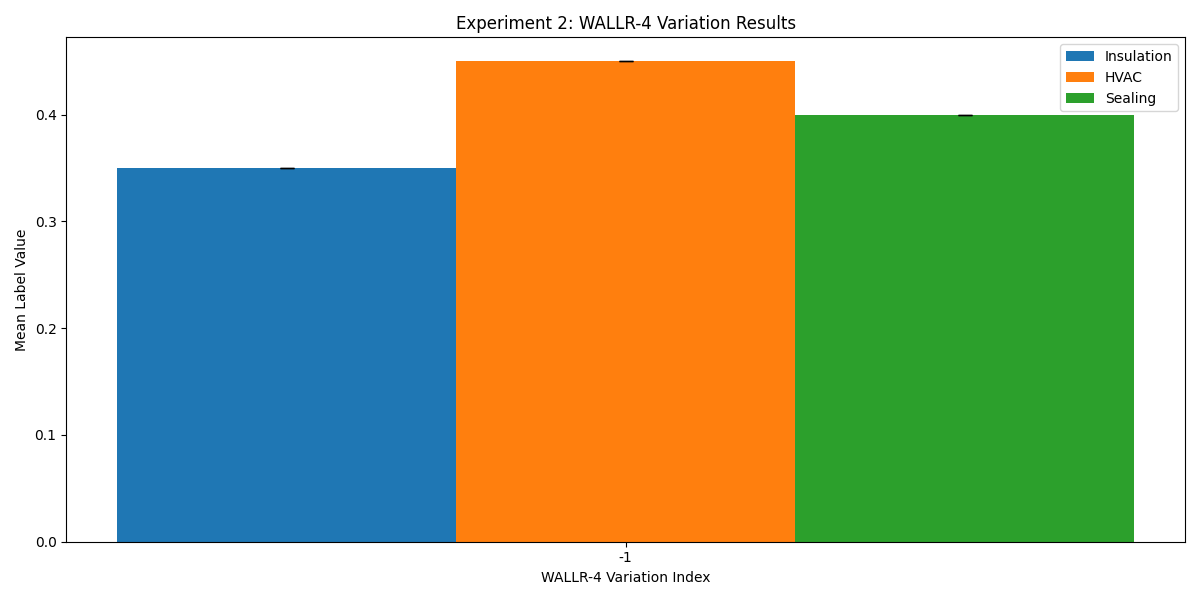 Experiment 2: WALLR-4 Variation Results
Insulation
HVAC
Sealing
Mean Label Value
0.4
0.3
0.2
0.1
0.0
-1
WALLR-4 Variation Index